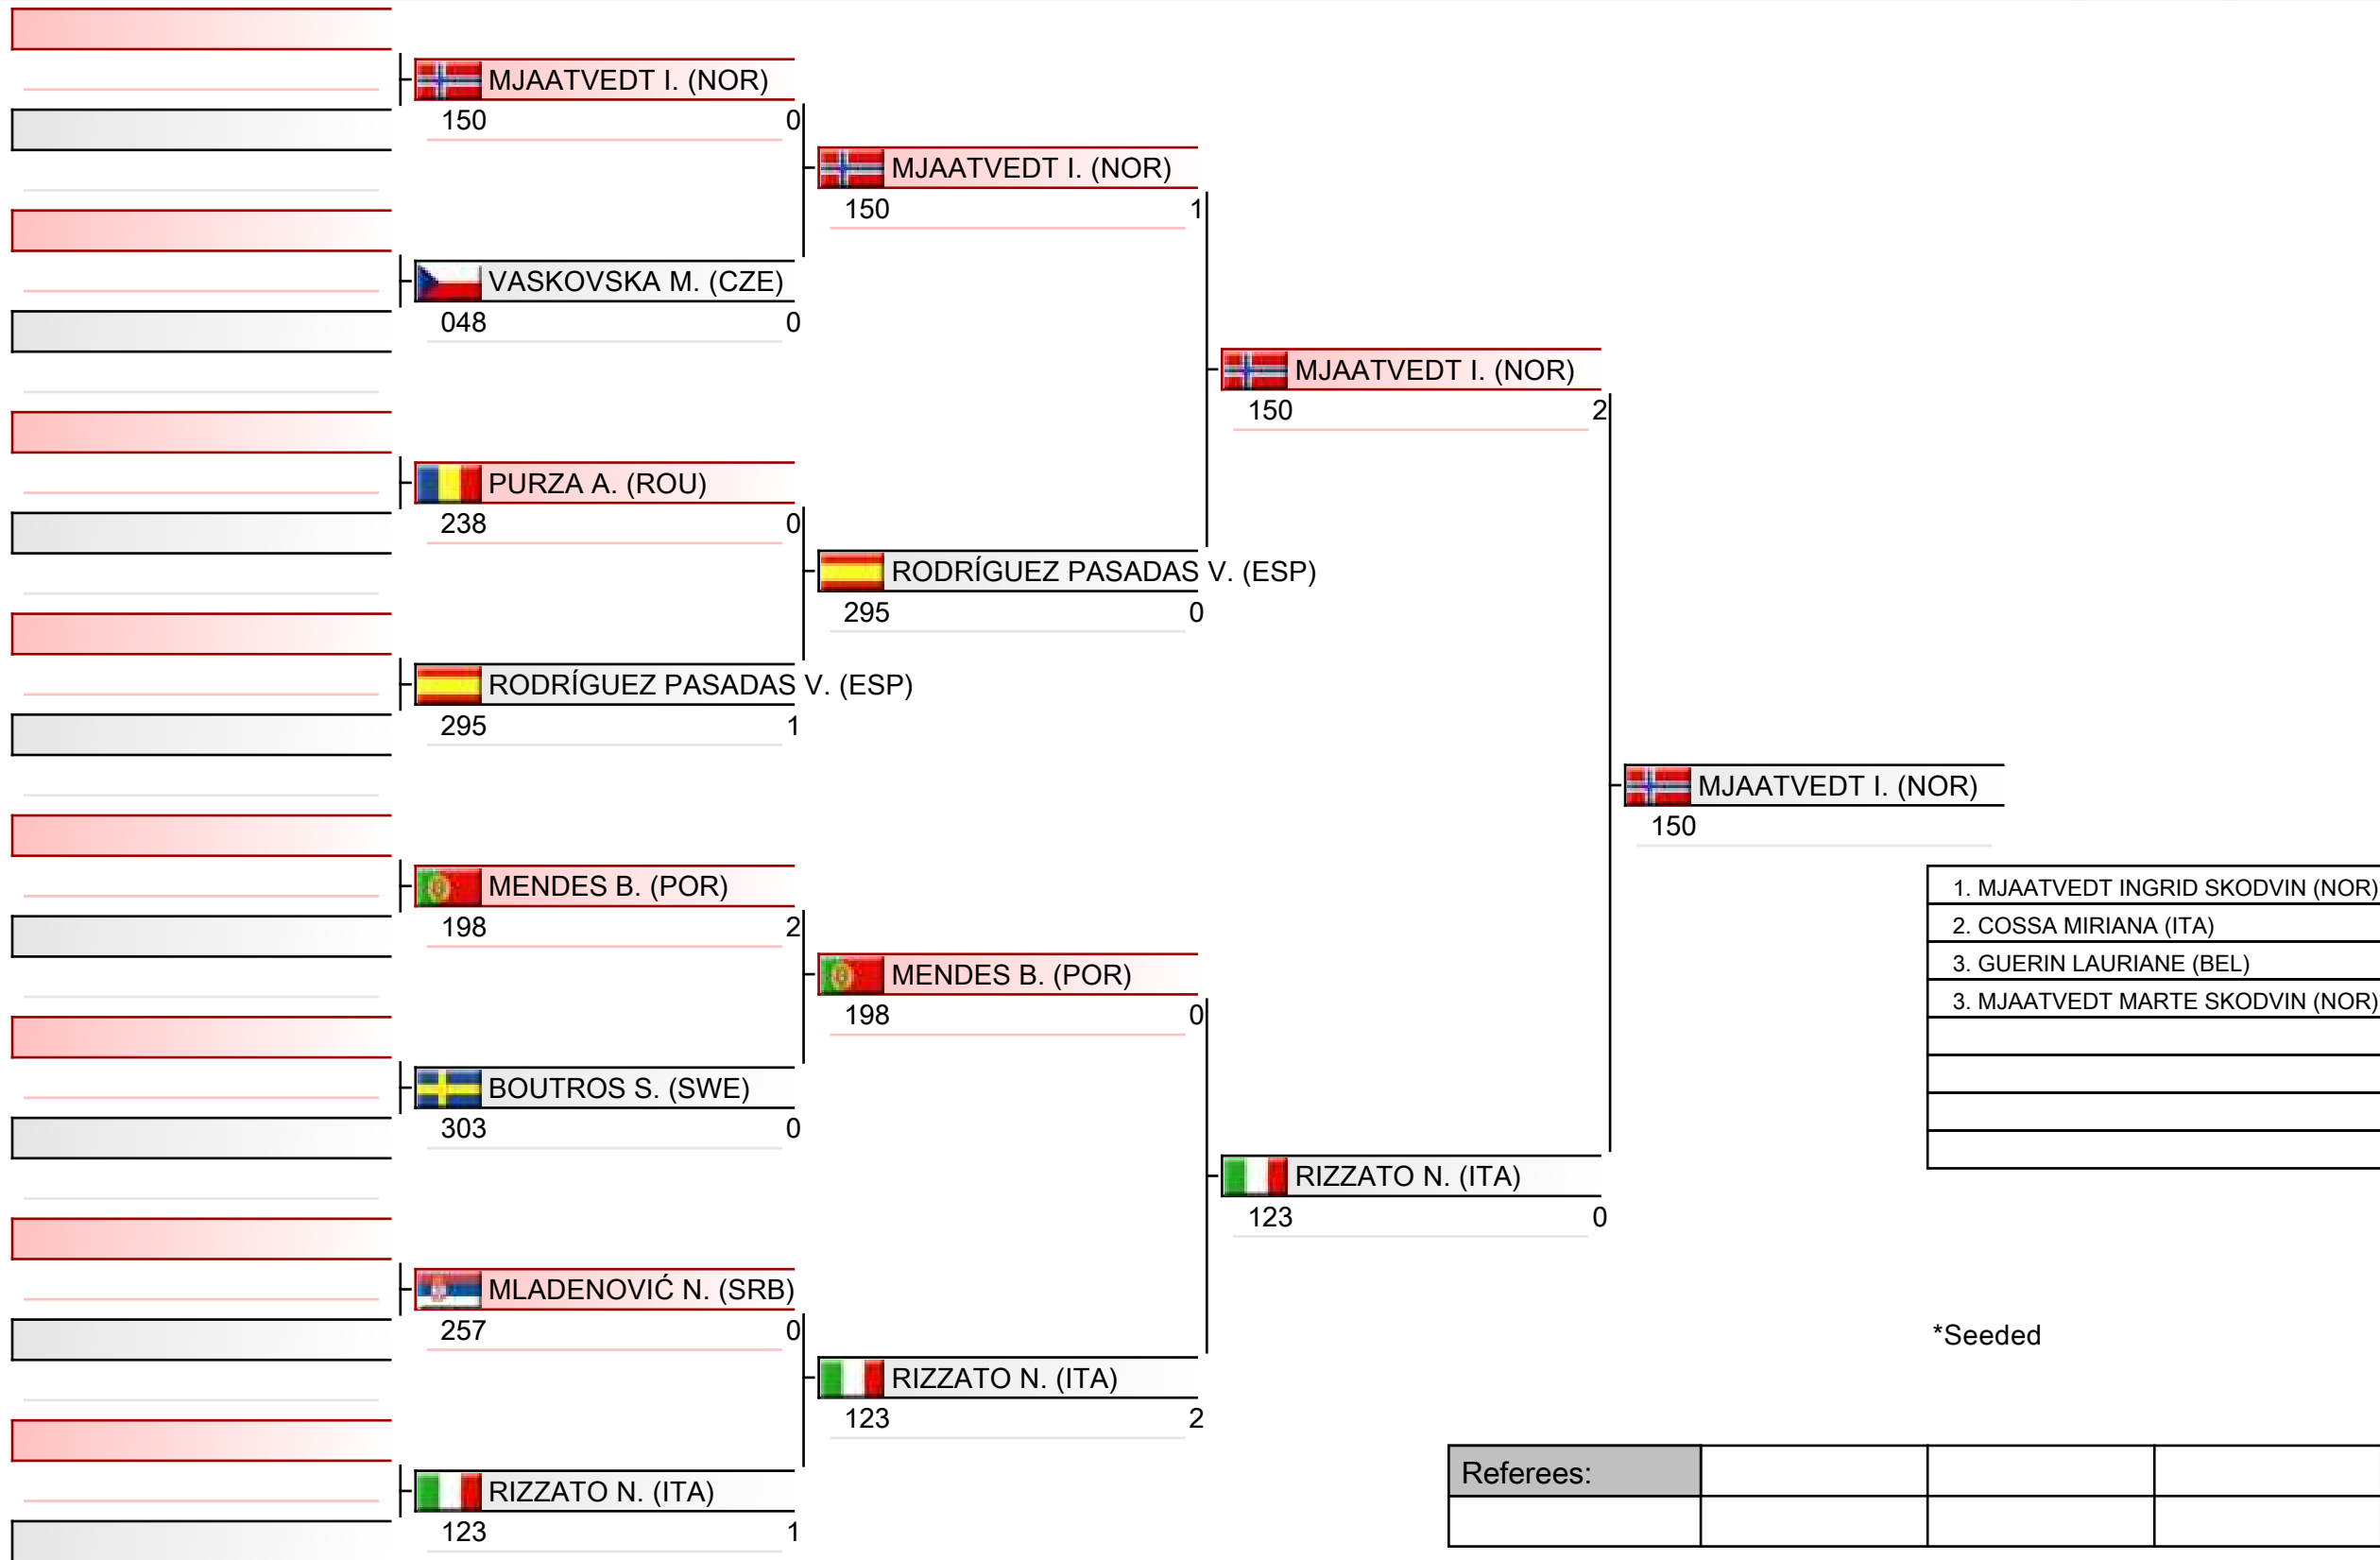 MJAATVEDT I. (NOR)
150 0
VASKOVSKA M. (CZE)
048 0
PURZA A. (ROU)
238 0
RODRÍGUEZ PASADAS V. (ESP)
295 1
MENDES B. (POR)
198 2
BOUTROS S. (SWE)
303 0
MLADENOVIĆ N. (SRB)
257 0
RIZZATO N. (ITA)
123 1
MJAATVEDT I. (NOR)
150 1
RODRÍGUEZ PASADAS V. (ESP)
295 0
MENDES B. (POR)
198 0
RIZZATO N. (ITA)
123 2
MJAATVEDT I. (NOR)
150 2
RIZZATO N. (ITA)
123 0
MJAATVEDT I. (NOR)
150
1. MJAATVEDT INGRID SKODVIN (NOR)
2. COSSA MIRIANA (ITA)
3. GUERIN LAURIANE (BEL)
3. MJAATVEDT MARTE SKODVIN (NOR)
*Seeded
Referees: